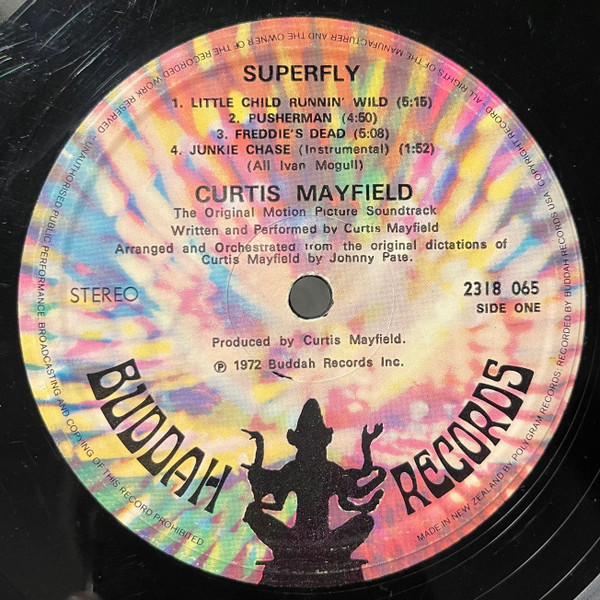 SUPERFLY
1. LITTLE CHILD RUNNIN' WILD (5:15)
2. PUSHERMAN (4:50)
3. FREDDIE'S DEAD (5:08)
4. JUNKIE CHASE (Instrumental) (1:52)
(All Ivan Mogull)
CURTIS MAYFIELD
The Original Motion Picture Soundtrack
Written and Performed by Curtis Mayfield
Arranged and Orchestrated from the original dictations of
Curtis Mayfield by Johnny Pate.
STEREO
2318 065
SIDE ONE
Produced by Curtis Mayfield.
℗ 1972 Buddah Records Inc.
BUDDAH RECORDS
ALL RIGHTS OF THE MANUFACTURER AND THE OWNER OF THE RECORDED WORK RESERVED - UNAUTHORISED PUBLIC PERFORMANCE BROADCASTING AND COPYING OF THIS RECORD PROHIBITED
MADE IN NEW ZEALAND BY POLYGRAM RECORDS. RECORDED BY BUDDAH RECORDS USA. COPYRIGHT RECORD.